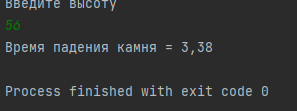 Введите высоту
56
Время падения камня = 3,38
Process finished with exit code 0